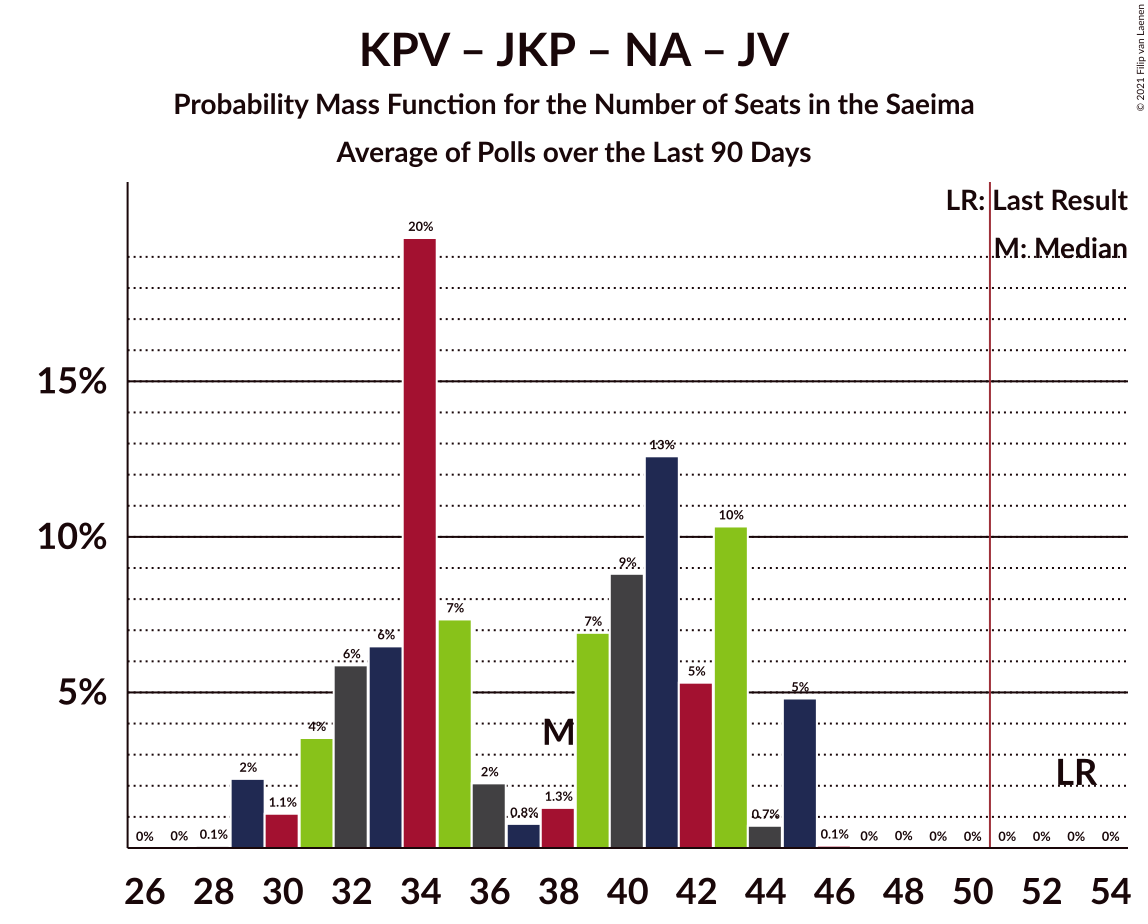 KPV – JKP – NA – JV
Probability Mass Function for the Number of Seats in the Saeima
Average of Polls over the Last 90 Days
© 2021 Filip van Laenen
LR: Last Result
M: Median
15%
10%
5%
0% 0% 0.1% 2% 1.1% 4% 6% 6% 20% 7% 2% 0.8% 1.3% 7% 9% 13% 5% 10% 0.7% 5% 0.1% 0% 0% 0% 0% 0% 0% 0% 0%
M
LR
26 28 30 32 34 36 38 40 42 44 46 48 50 52 54